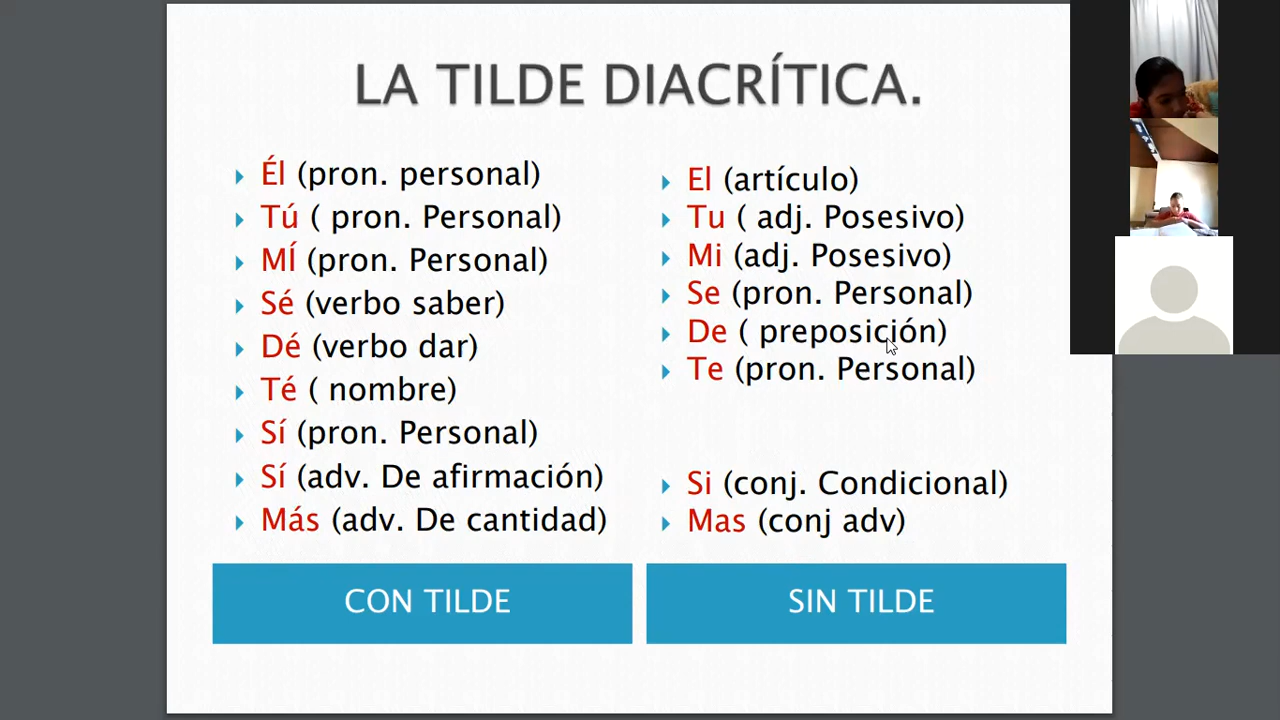 LA TILDE DIACRÍTICA.
Él (pron. personal)
Tú ( pron. Personal)
MÍ (pron. Personal)
Sé (verbo saber)
Dé (verbo dar)
Té ( nombre)
Sí (pron. Personal)
Sí (adv. De afirmación)
Más (adv. De cantidad)
CON TILDE
El (artículo)
Tu ( adj. Posesivo)
Mi (adj. Posesivo)
Se (pron. Personal)
De ( preposición)
Te (pron. Personal)
Si (conj. Condicional)
Mas (conj adv)
SIN TILDE